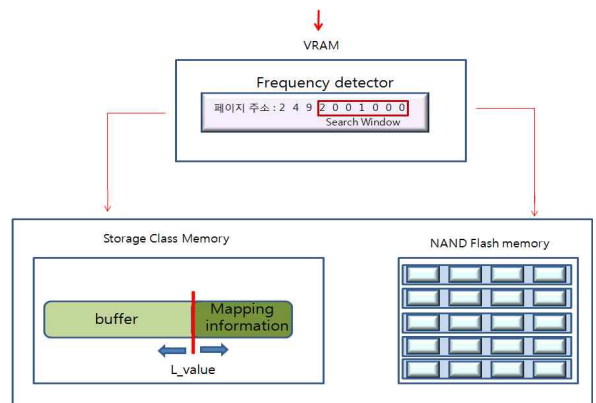 VRAM
Frequency detector
페이지 주소 : 2 4 9 2 0 0 1 0 0 0
Search Window
Storage Class Memory
NAND Flash memory
buffer
Mapping
information
L_value